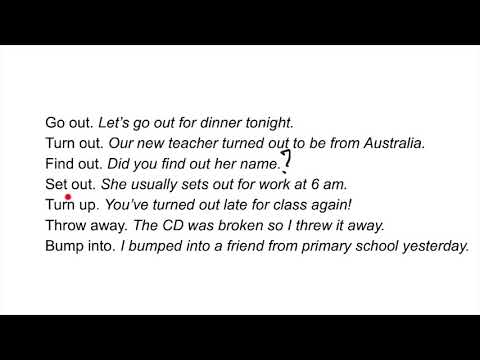 Go out. Let's go out for dinner tonight.
Turn out. Our new teacher turned out to be from Australia.
Find out. Did you find out her name.?
Set out. She usually sets out for work at 6 am.
Turn up. You've turned out late for class again!
Throw away. The CD was broken so I threw it away.
Bump into. I bumped into a friend from primary school yesterday.